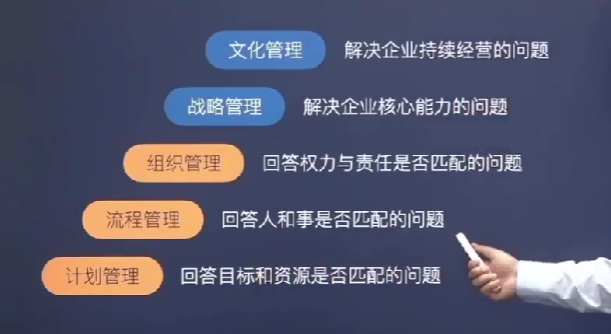 文化管理 解决企业持续经营的问题
战略管理 解决企业核心能力的问题
组织管理 回答权力与责任是否匹配的问题
流程管理 回答人和事是否匹配的问题
计划管理 回答目标和资源是否匹配的问题